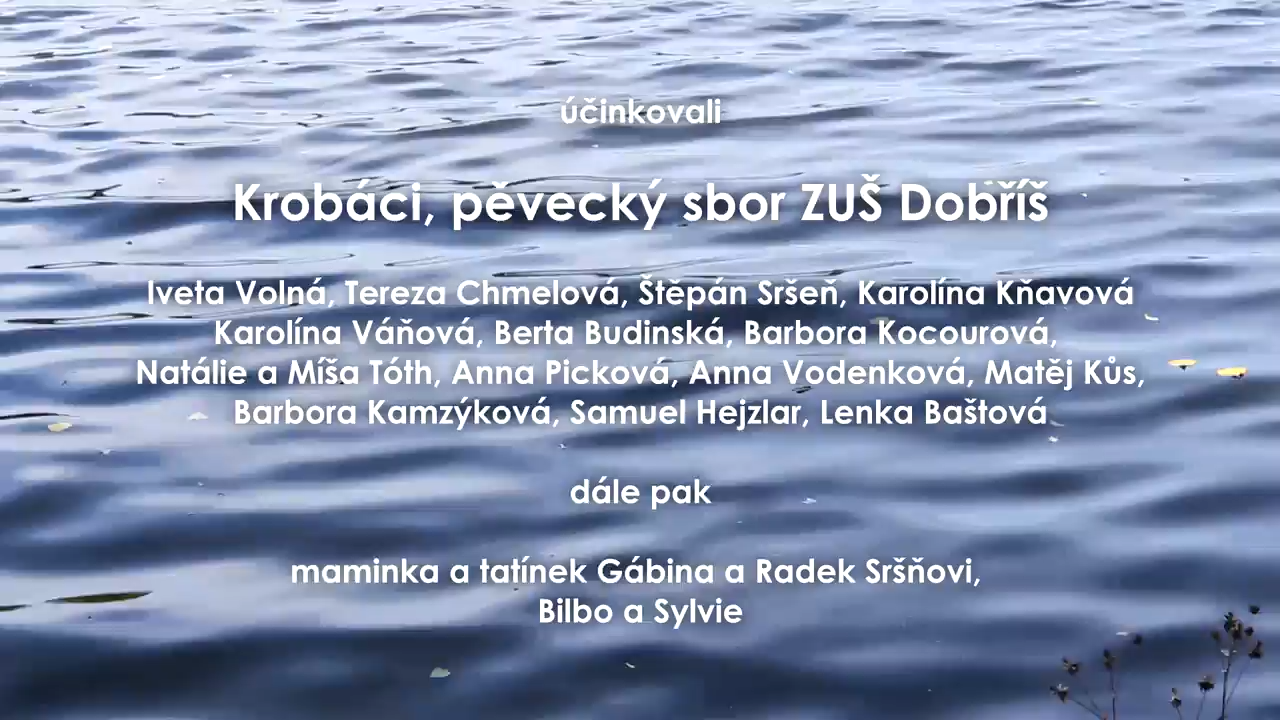 účinkovali
Krobáci, pěvecký sbor ZUŠ Dobříš
Iveta Volná, Tereza Chmelová, Štěpán Sršeň, Karolína Kňavová
Karolína Váňová, Berta Budinská, Barbora Kocourová,
Natálie a Míša Tóth, Anna Picková, Anna Vodenková, Matěj Kůs,
Barbora Kamzýková, Samuel Hejzlar, Lenka Baštová
dále pak
maminka a tatínek Gábina a Radek Sršňovi,
Bilbo a Sylvie